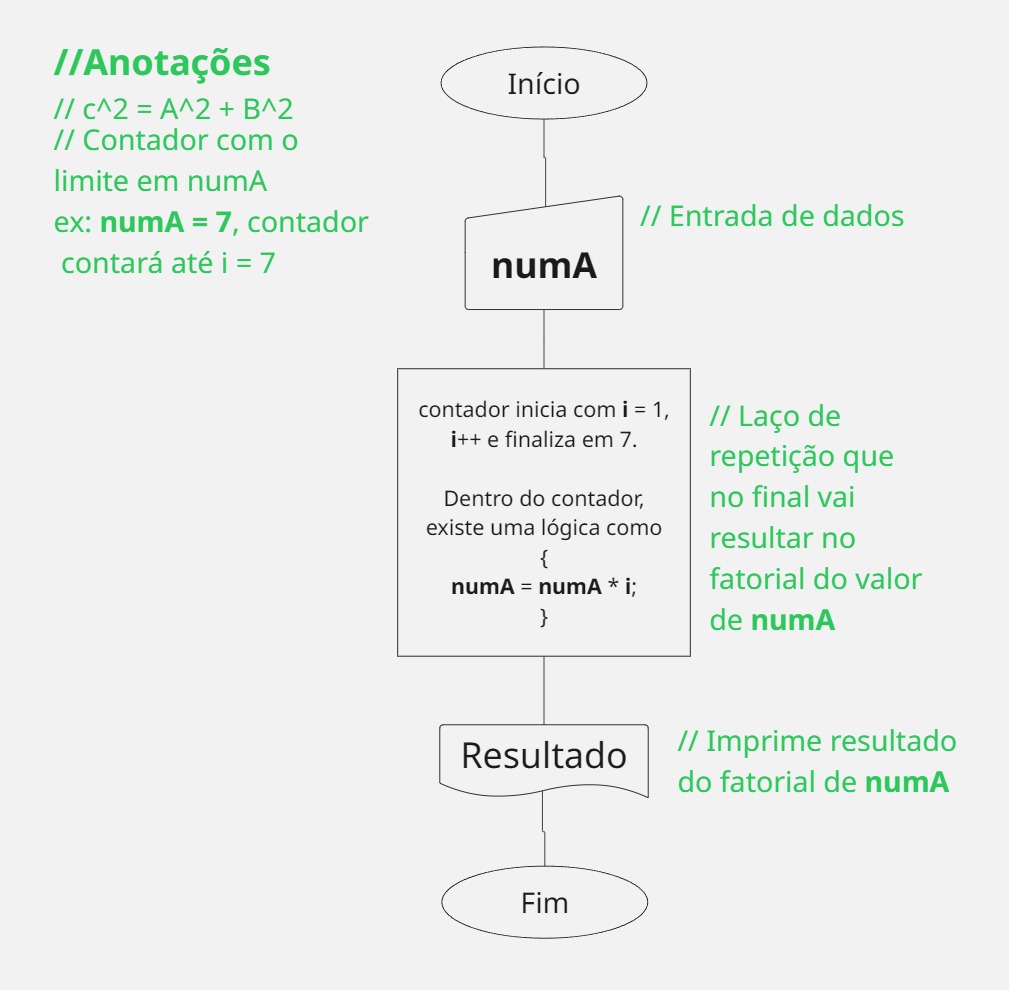 //Anotações
// c^2 = A^2 + B^2
// Contador com o
limite em numA
ex: numA = 7, contador
contará até i = 7
Início
numA
// Entrada de dados
contador inicia com i = 1,
i++ e finaliza em 7.
Dentro do contador,
existe uma lógica como
{
numA = numA * i;
}
// Laço de
repetição que
no final vai
resultar no
fatorial do valor
de numA
Resultado
// Imprime resultado
do fatorial de numA
Fim